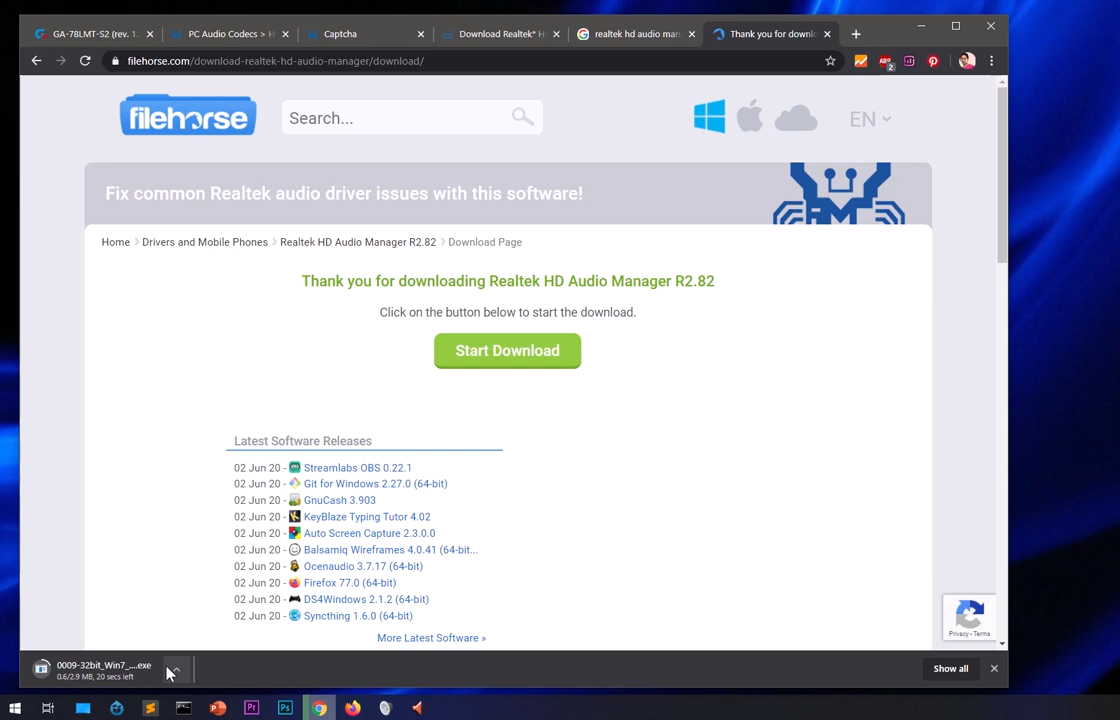 GA-78LMT-S2 (rev. 1.
PC Audio Codecs > H
Captcha
Download Realtek* H
realtek hd audio man
Thank you for downl
filehorse.com/download-realtek-hd-audio-manager/download/
ABP
2
filehorse
Search...
EN
Fix common Realtek audio driver issues with this software!
Home > Drivers and Mobile Phones > Realtek HD Audio Manager R2.82 > Download Page
Thank you for downloading Realtek HD Audio Manager R2.82
Click on the button below to start the download.
Start Download
Latest Software Releases
02 Jun 20 - Streamlabs OBS 0.22.1
02 Jun 20 - Git for Windows 2.27.0 (64-bit)
02 Jun 20 - GnuCash 3.903
02 Jun 20 - KeyBlaze Typing Tutor 4.02
02 Jun 20 - Auto Screen Capture 2.3.0.0
02 Jun 20 - Balsamiq Wireframes 4.0.41 (64-bit...
02 Jun 20 - Ocenaudio 3.7.17 (64-bit)
02 Jun 20 - Firefox 77.0 (64-bit)
02 Jun 20 - DS4Windows 2.1.2 (64-bit)
02 Jun 20 - Syncthing 1.6.0 (64-bit)
More Latest Software »
Privacy - Terms
0009-32bit_Win7_....exe
0.6/2.9 MB, 20 secs left
Show all
Pr
Ps